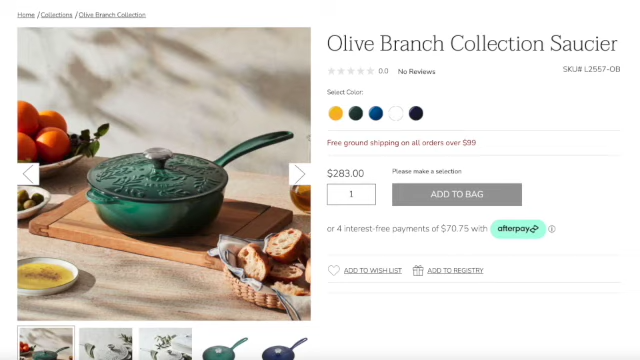 Home / Collections / Olive Branch Collection
Olive Branch Collection Saucier
0.0 No Reviews
SKU# L2557-OB
Select Color:
Free ground shipping on all orders over $99
$283.00
Please make a selection
1
ADD TO BAG
or 4 interest-free payments of $70.75 with afterpay
ADD TO WISH LIST
ADD TO REGISTRY